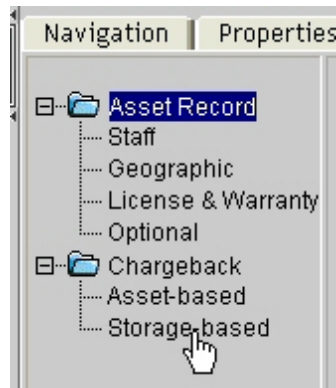 Navigation Properties
Asset Record
Staff
Geographic
License & Warranty
Optional
Chargeback
Asset-based
Storage-based